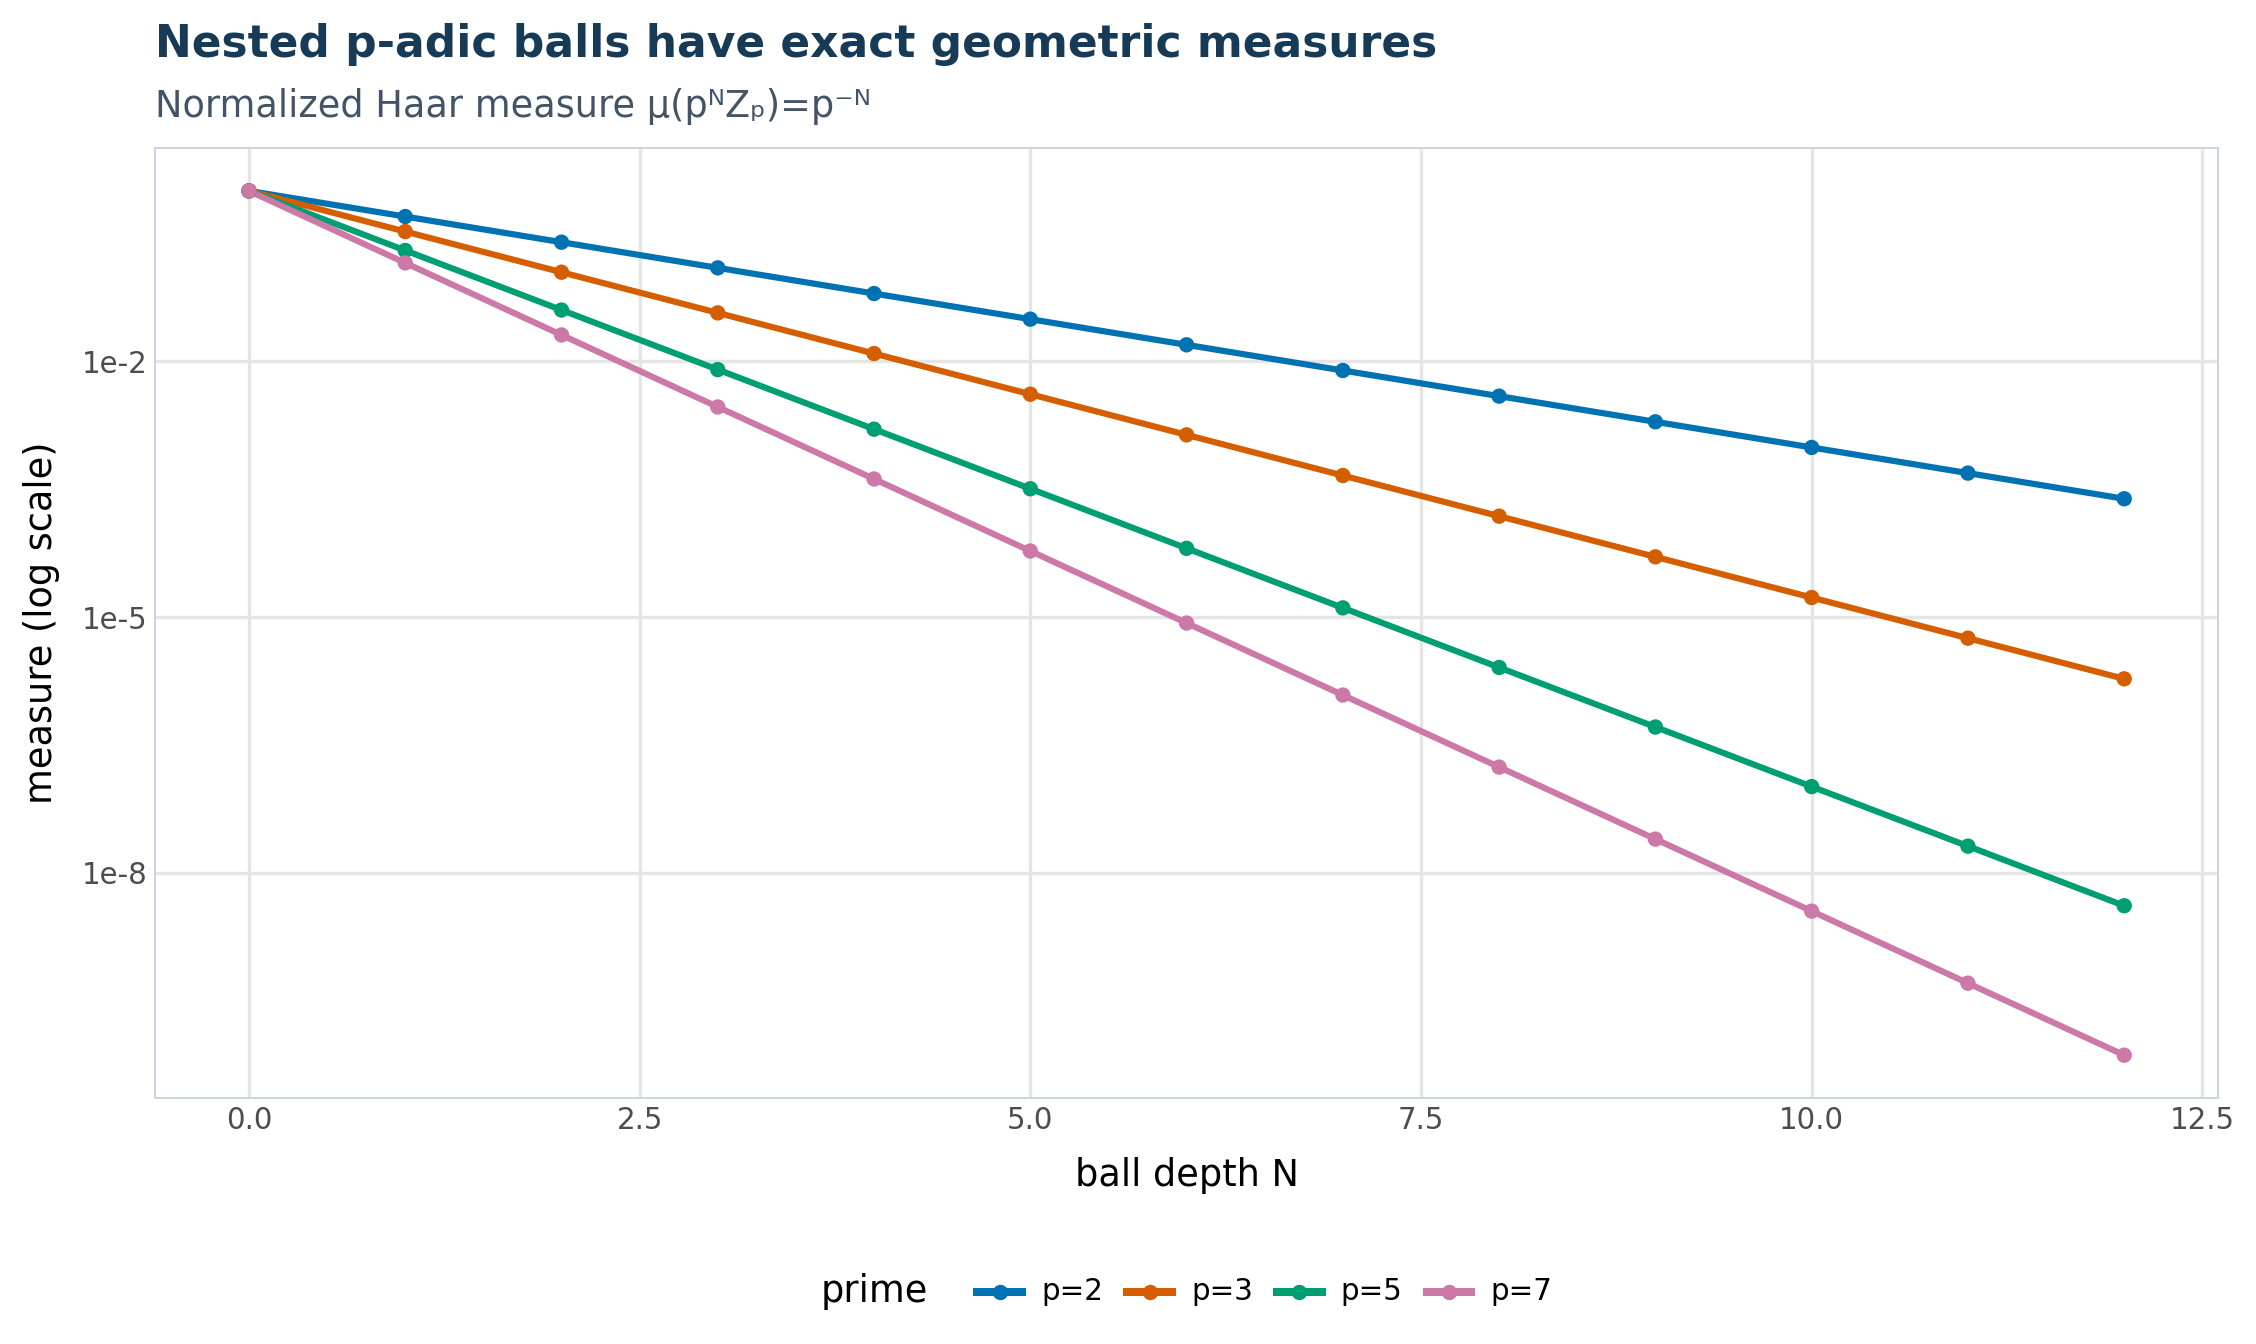 Nested p-adic balls have exact geometric measures
Normalized Haar measure μ(pᴺZₚ)=p⁻ᴺ
measure (log scale)
1e-2
1e-5
1e-8
0.0 2.5 5.0 7.5 10.0 12.5
ball depth N
prime p=2 p=3 p=5 p=7